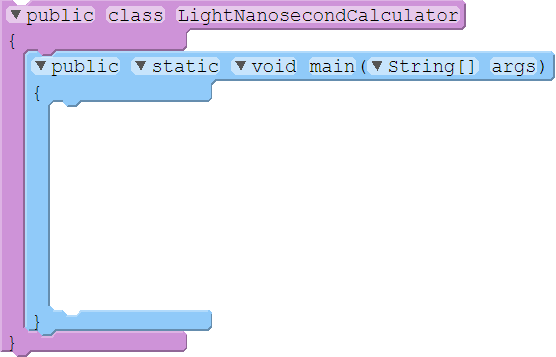 public class LightNanosecondCalculator
{
public static void main(String[] args)
{
}
}